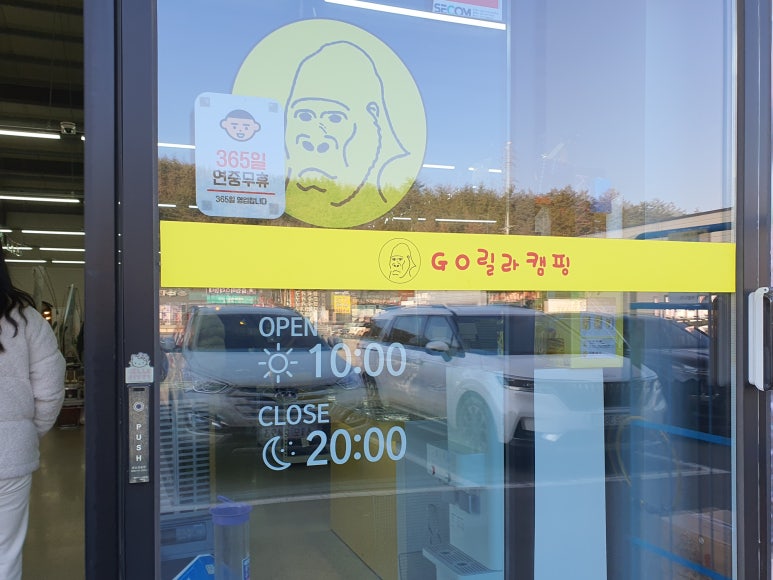 SECOM
365일
연중무휴
365일 영업합니다
GO릴라캠핑
OPEN
10:00
CLOSE
20:00
PUSH